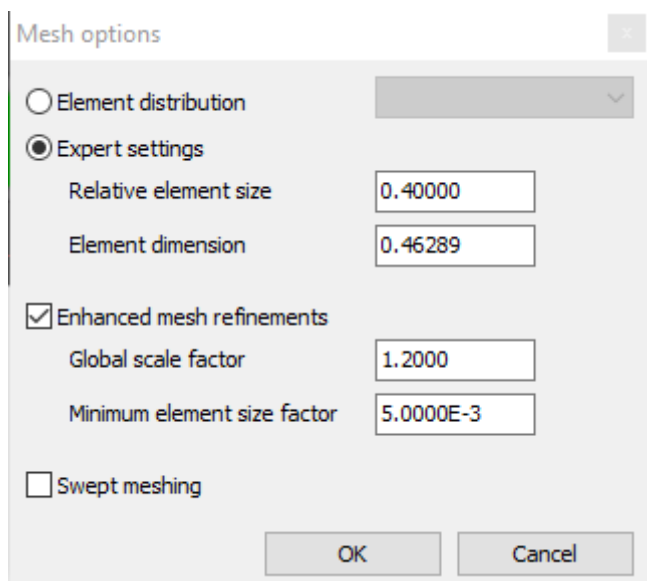 Mesh options
x
Element distribution
Expert settings
Relative element size 0.40000
Element dimension 0.46289
Enhanced mesh refinements
Global scale factor 1.2000
Minimum element size factor 5.0000E-3
Swept meshing
OK Cancel